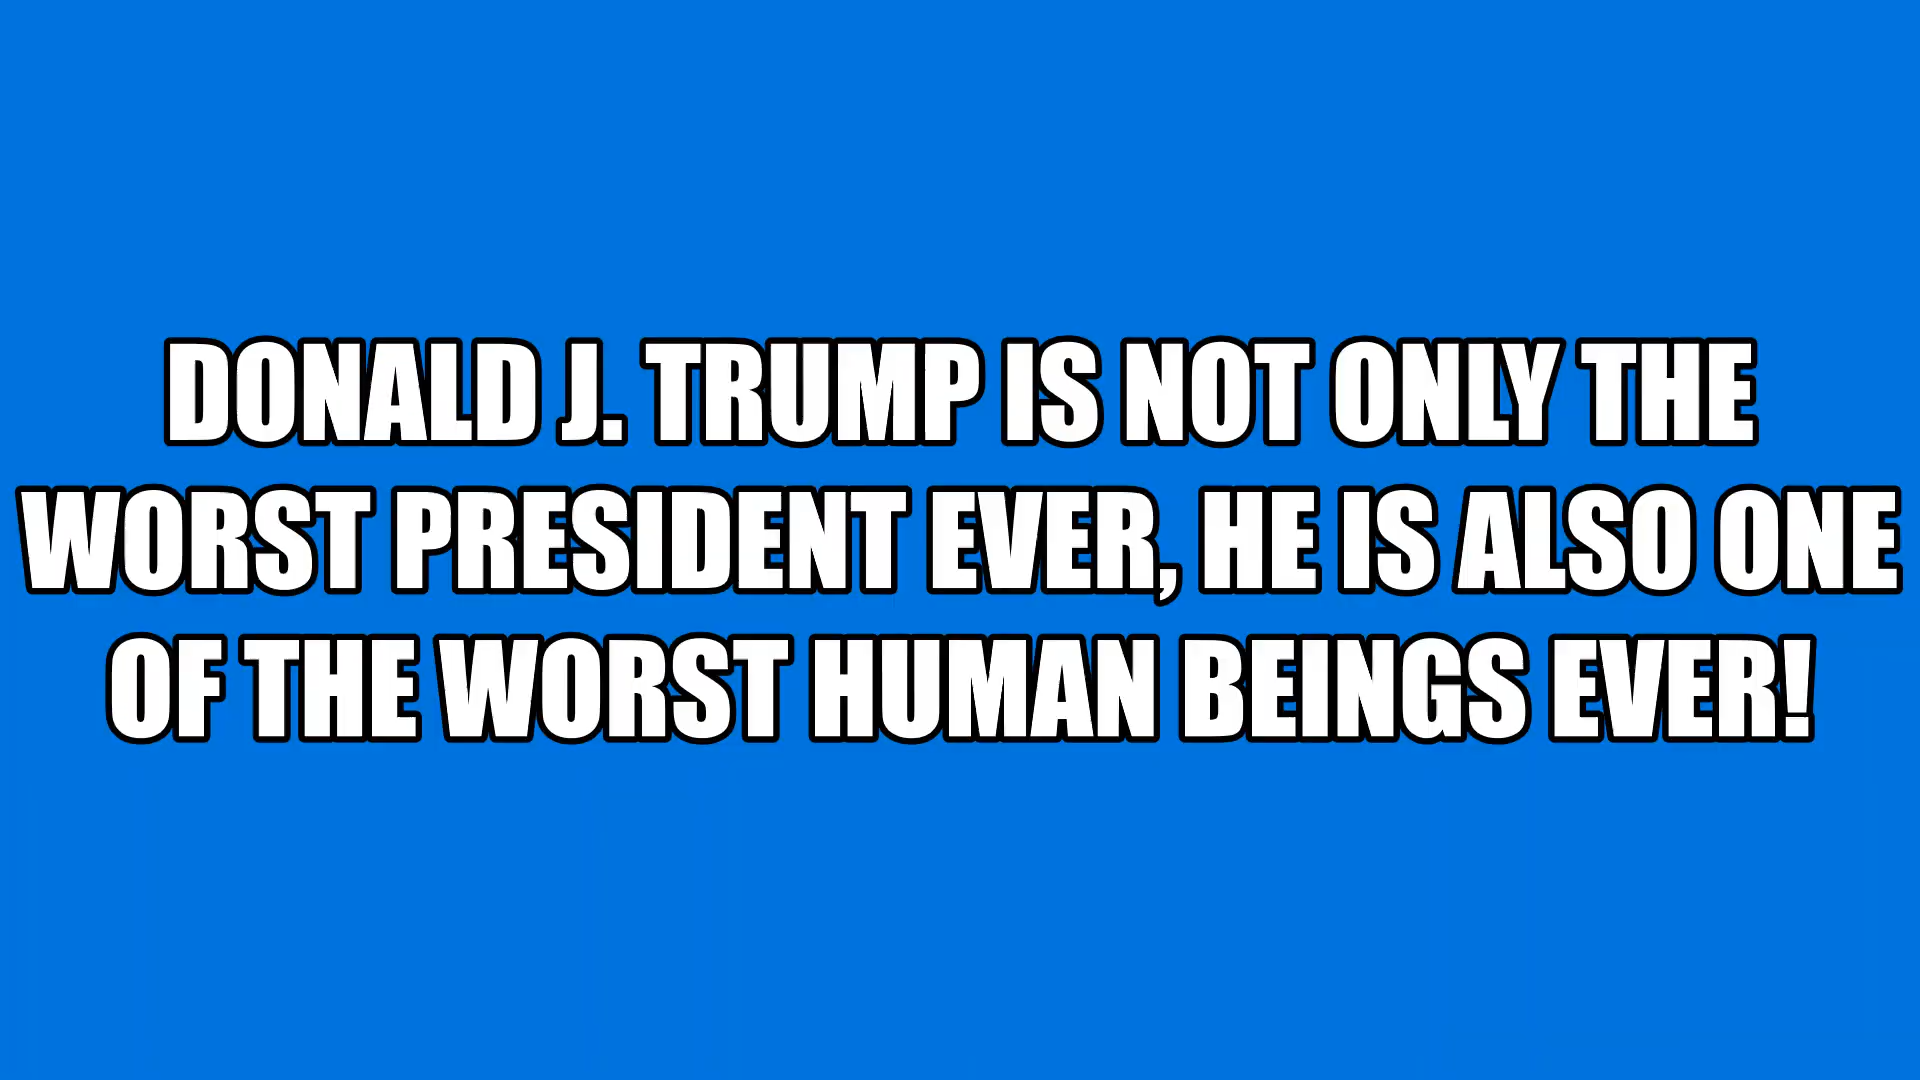 DONALD J. TRUMP IS NOT ONLY THE
WORST PRESIDENT EVER, HE IS ALSO ONE
OF THE WORST HUMAN BEINGS EVER!